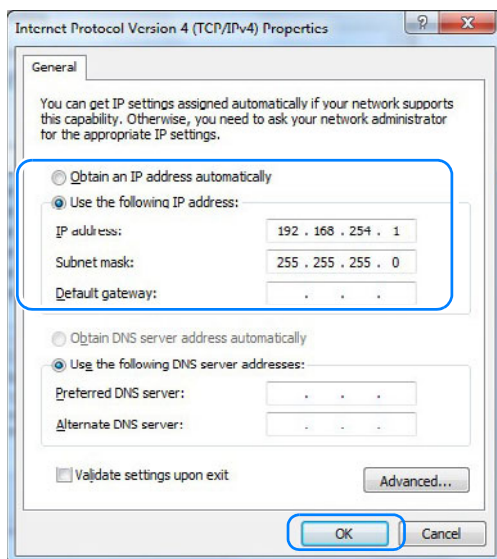 Internet Protocol Version 4 (TCP/IPv4) Properties ? X
General
You can get IP settings assigned automatically if your network supports
this capability. Otherwise, you need to ask your network administrator
for the appropriate IP settings.
Obtain an IP address automatically
Use the following IP address:
IP address: 192 . 168 . 254 . 1
Subnet mask: 255 . 255 . 255 . 0
Default gateway: . . .
Obtain DNS server address automatically
Use the following DNS server addresses:
Preferred DNS server: . . .
Alternate DNS server: . . .
Validate settings upon exit Advanced...
OK Cancel